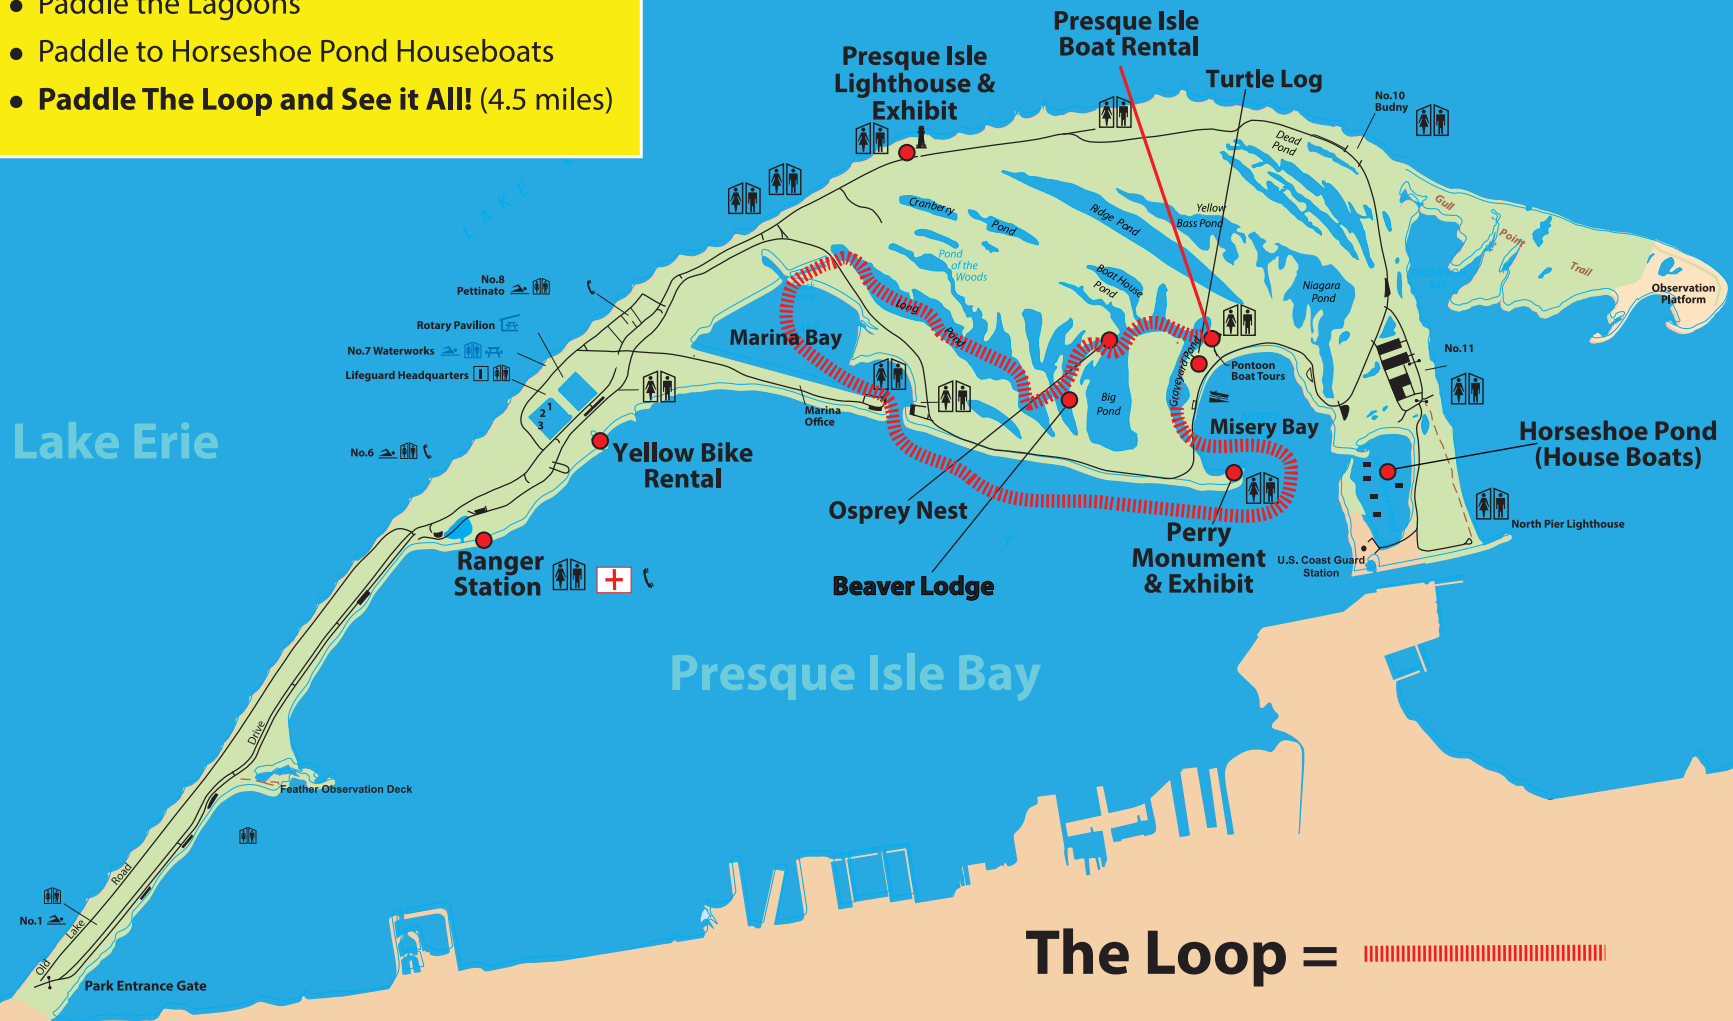 • Paddle the Lagoons
• Paddle to Horseshoe Pond Houseboats
• Paddle The Loop and See it All! (4.5 miles)
Presque Isle
Boat Rental
Presque Isle
Lighthouse &
Exhibit
Turtle Log
No.10
Budny
LAKE
Dead
Pond
Cranberry
Pond
Ridge Pond
Yellow
Bass Pond
Gull
Point
Trail
Observation
Platform
Pond
of the
Woods
Boat House
Pond
Niagara
Pond
No.8
Pettinato
Rotary Pavilion
No.7 Waterworks
Lifeguard Headquarters
Long
Pond
Marina Bay
Graveyard Pond
Pontoon
Boat Tours
No.11
1
2
3
Marina
Office
Big
Pond
Misery Bay
Lake Erie
No.6
Yellow Bike
Rental
Horseshoe Pond
(House Boats)
Osprey Nest
Perry
Monument
& Exhibit
North Pier Lighthouse
U.S. Coast Guard
Station
Y
Ranger
Station
Beaver Lodge
Presque Isle Bay
Drive
Feather Observation Deck
Road
No.1
Lake
Old
Park Entrance Gate
The Loop =